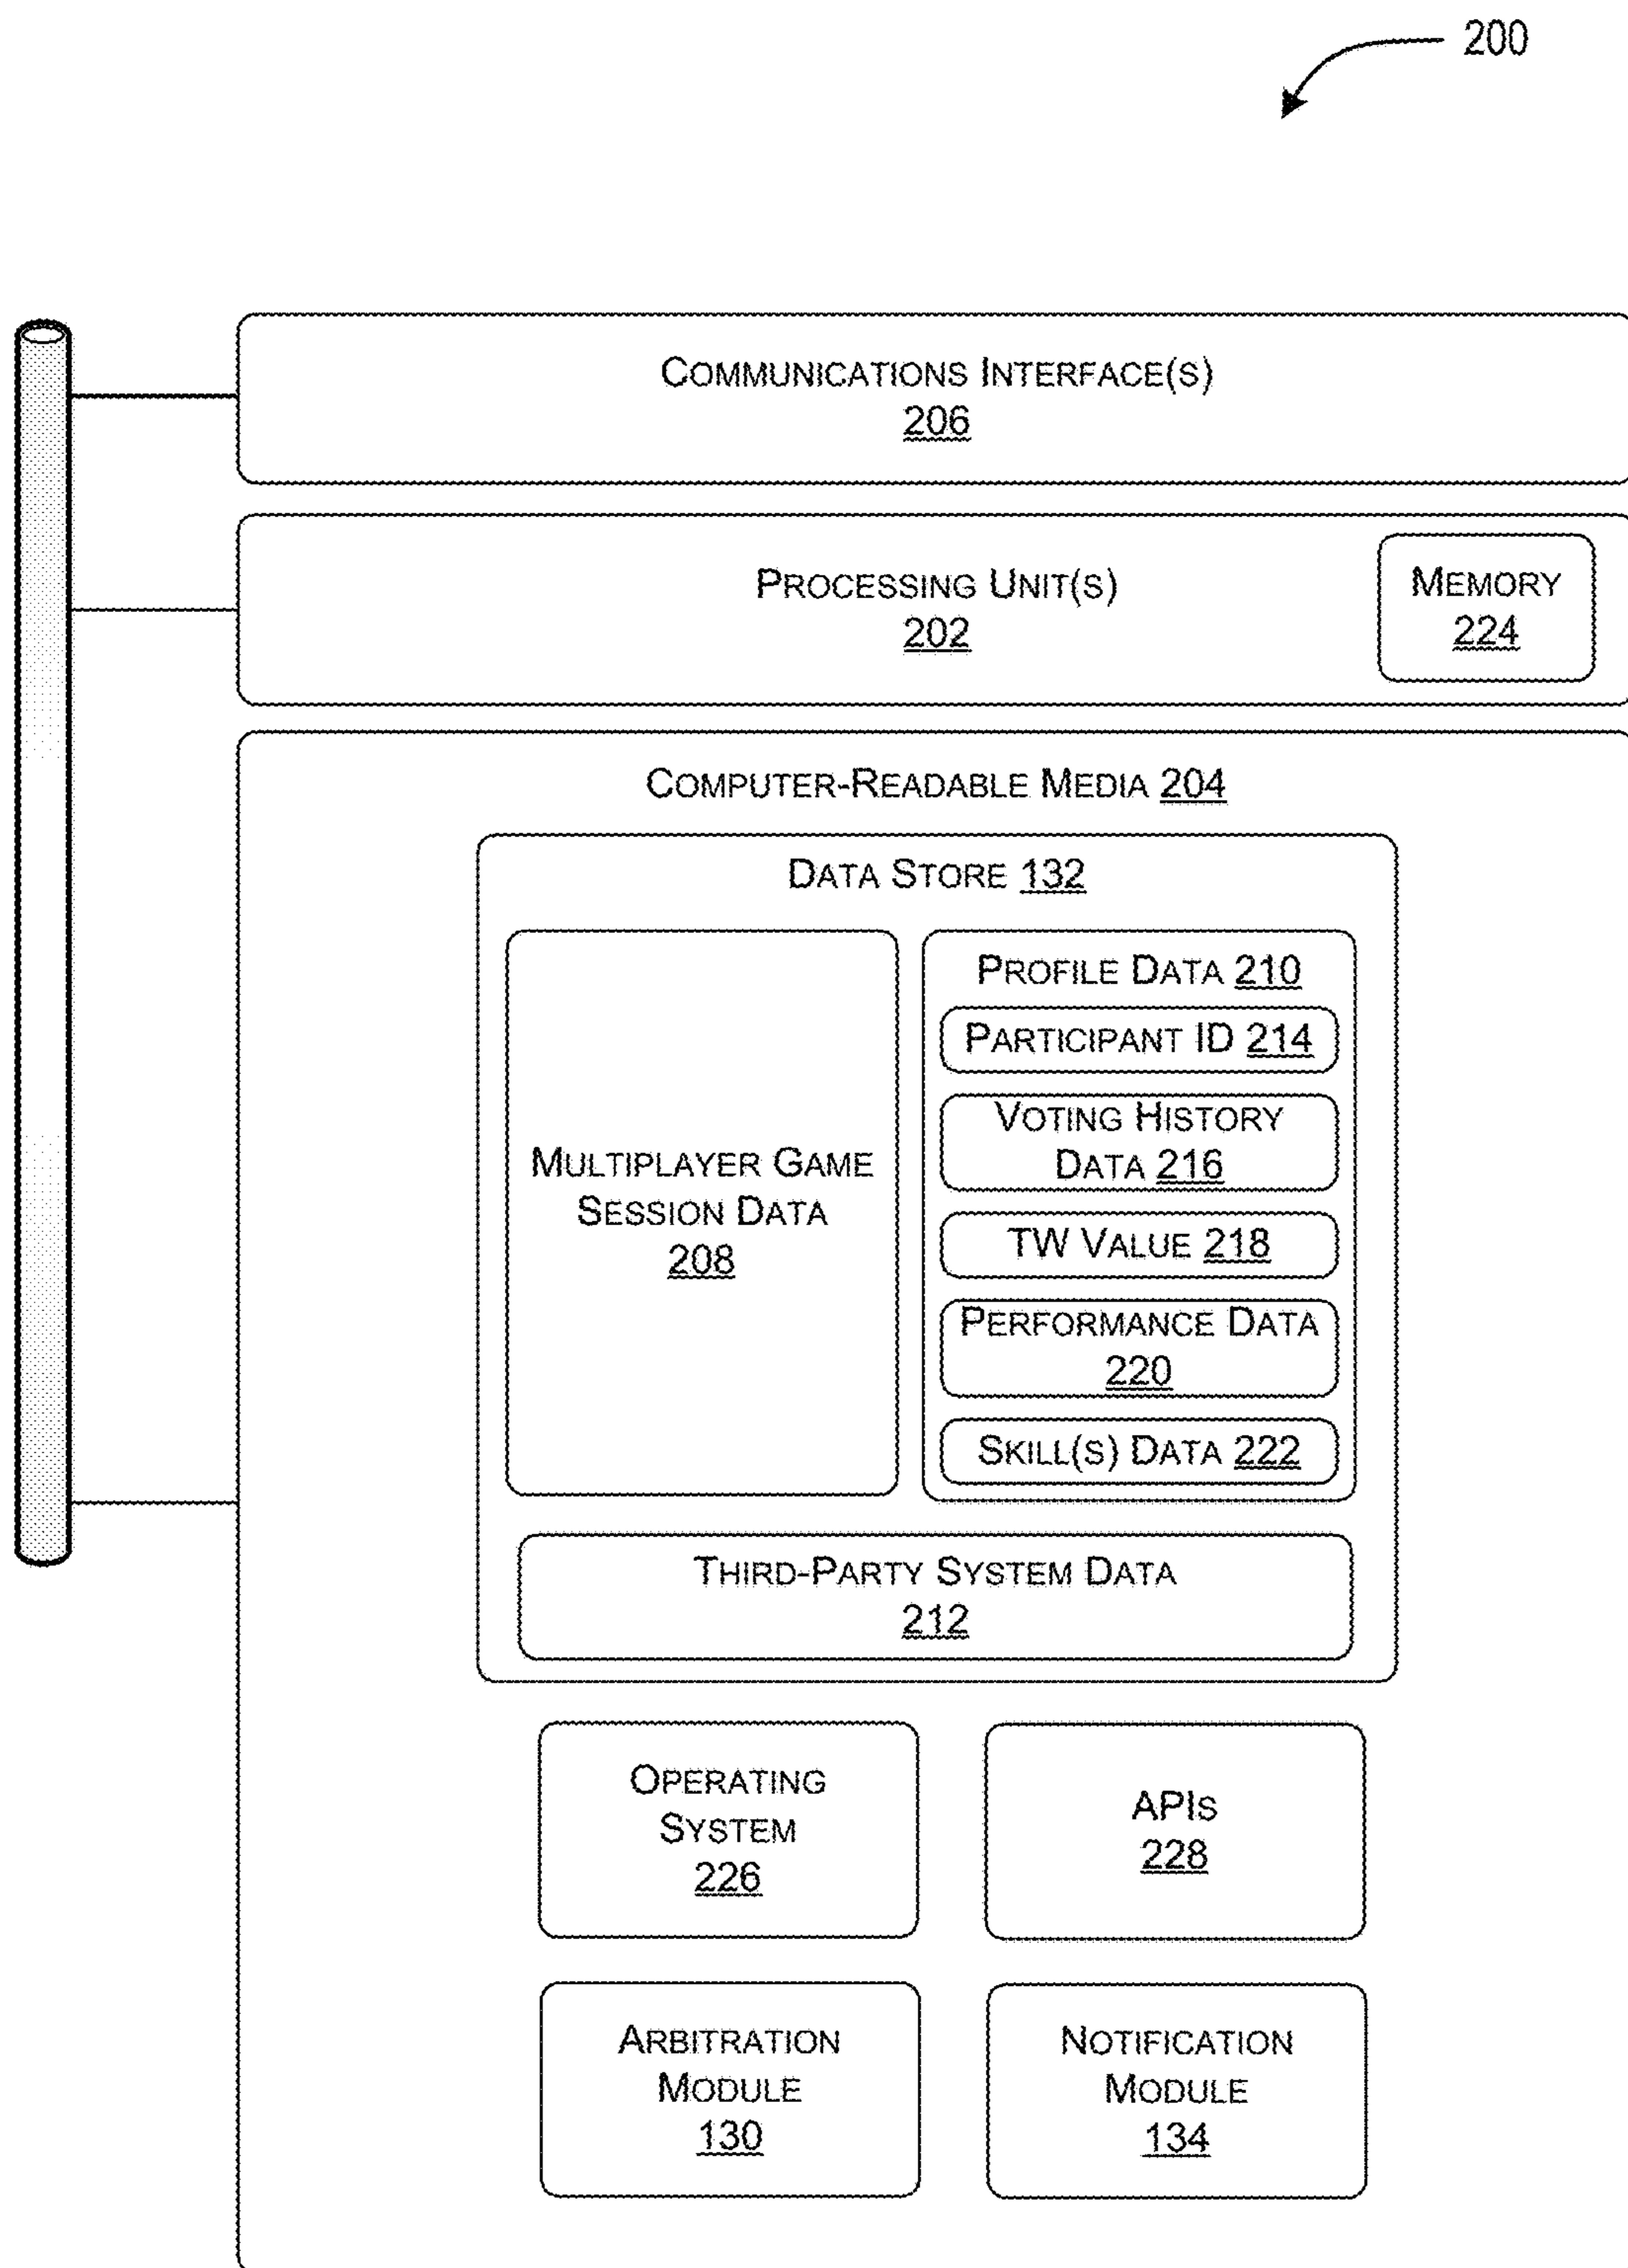 200
COMMUNICATIONS INTERFACE(S)
206
PROCESSING UNIT(S)
202
MEMORY
224
COMPUTER-READABLE MEDIA 204
DATA STORE 132
MULTIPLAYER GAME
SESSION DATA
208
PROFILE DATA 210
PARTICIPANT ID 214
VOTING HISTORY
DATA 216
TW VALUE 218
PERFORMANCE DATA
220
SKILL(S) DATA 222
THIRD-PARTY SYSTEM DATA
212
OPERATING
SYSTEM
226
APIS
228
ARBITRATION
MODULE
130
NOTIFICATION
MODULE
134